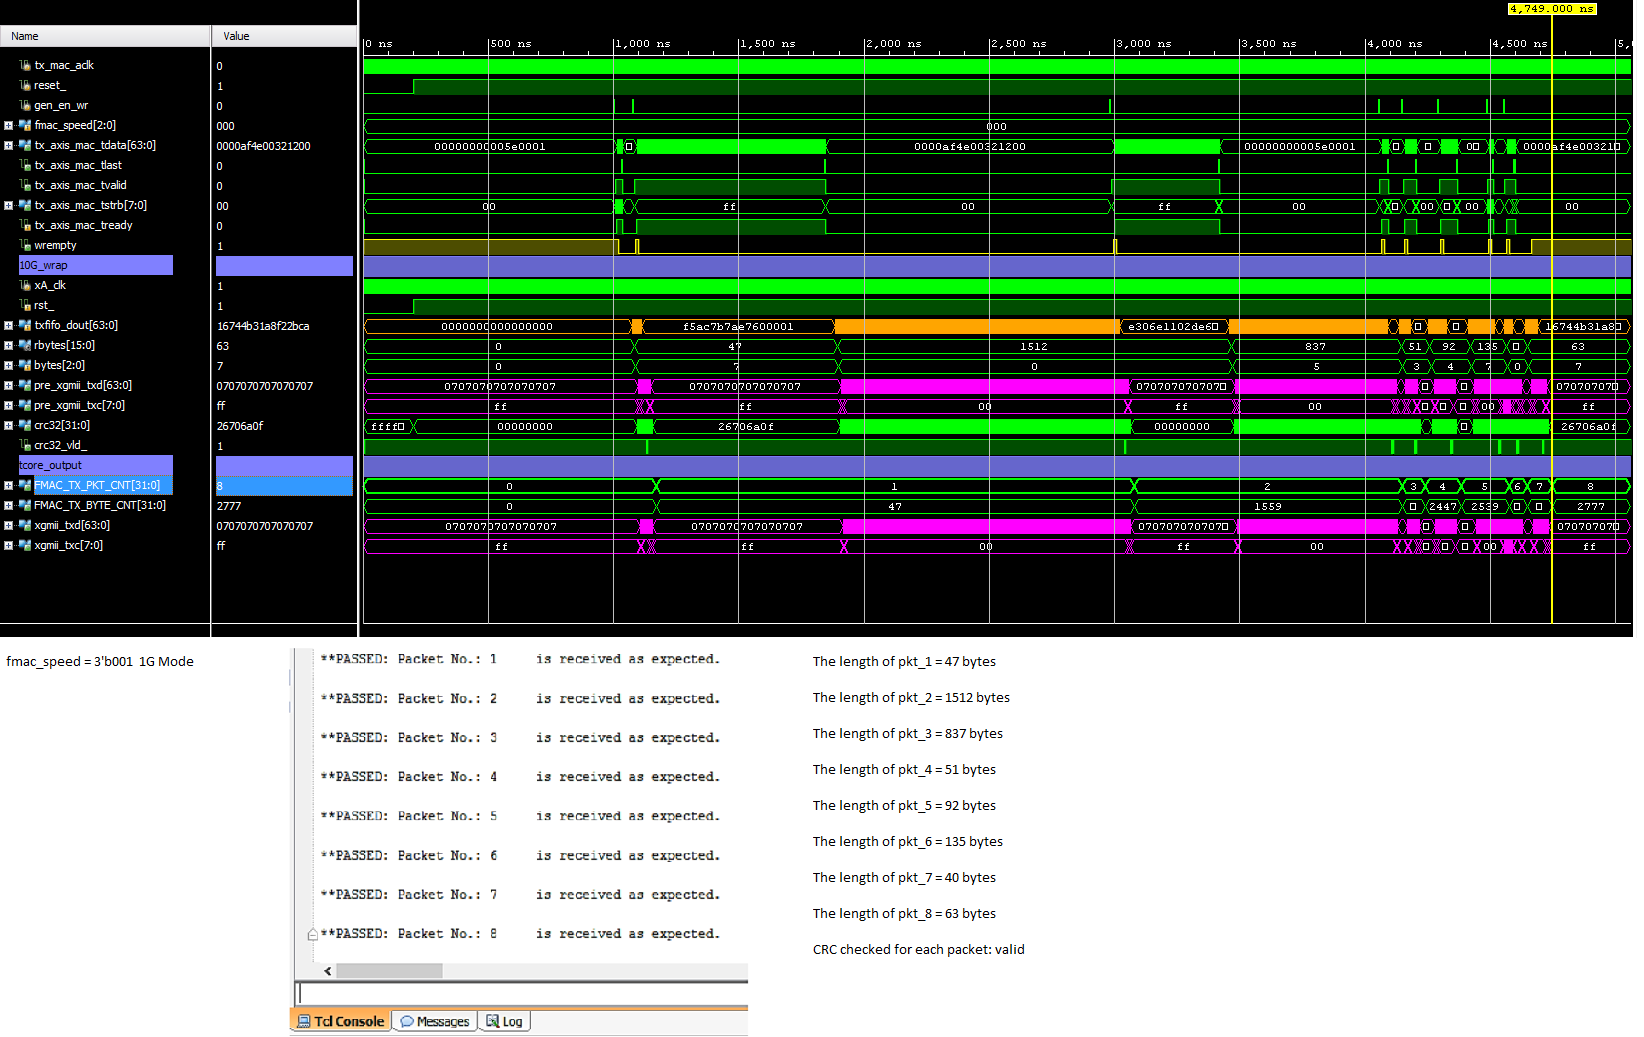 4,749.000 ns
Name Value
0 ns 500 ns 1,000 ns 1,500 ns 2,000 ns 2,500 ns 3,000 ns 3,500 ns 4,000 ns 4,500 ns 5,0
tx_mac_aclk 0
reset_ 1
gen_en_wr 0
fmac_speed[2:0] 000 000
tx_axis_mac_tdata[63:0] 0000af4e00321200 00000000005e0001 0000af4e00321200 00000000005e0001 00 0000af4e00321
tx_axis_mac_tlast 0
tx_axis_mac_tvalid 0
tx_axis_mac_tstrb[7:0] 00 00 ff 00 ff 00 00 00 00
tx_axis_mac_tready 0
wrempty 1
10G_wrap
xA_clk 1
rst_ 1
txfifo_dout[63:0] 16744b31a8f22bca 0000000000000000 f5ac7b7ae7600001 e306e1102de6 16744b31a8
rbytes[15:0] 63 0 47 1512 837 51 92 135 63
bytes[2:0] 7 0 7 0 5 3 4 7 0 7
pre_xgmii_txd[63:0] 0707070707070707 0707070707070707 0707070707070707 0707070707070 07070707
pre_xgmii_txc[7:0] ff ff ff 00 ff 00 00 ff
crc32[31:0] 26706a0f ffff 00000000 26706a0f 00000000 26706a0f
crc32_vld_ 1
tcore_output
FMAC_TX_PKT_CNT[31:0] 8 0 1 2 3 4 5 6 7 8
FMAC_TX_BYTE_CNT[31:0] 2777 0 47 1559 2447 2539 2777
xgmii_txd[63:0] 0707070707070707 0707070707070707 0707070707070707 0707070707070 07070707
xgmii_txc[7:0] ff ff ff 00 ff 00 00 ff
fmac_speed = 3'b001 1G Mode
**PASSED: Packet No.: 1 is received as expected.
**PASSED: Packet No.: 2 is received as expected.
**PASSED: Packet No.: 3 is received as expected.
**PASSED: Packet No.: 4 is received as expected.
**PASSED: Packet No.: 5 is received as expected.
**PASSED: Packet No.: 6 is received as expected.
**PASSED: Packet No.: 7 is received as expected.
**PASSED: Packet No.: 8 is received as expected.
Tcl Console Messages Log
The length of pkt_1 = 47 bytes
The length of pkt_2 = 1512 bytes
The length of pkt_3 = 837 bytes
The length of pkt_4 = 51 bytes
The length of pkt_5 = 92 bytes
The length of pkt_6 = 135 bytes
The length of pkt_7 = 40 bytes
The length of pkt_8 = 63 bytes
CRC checked for each packet: valid